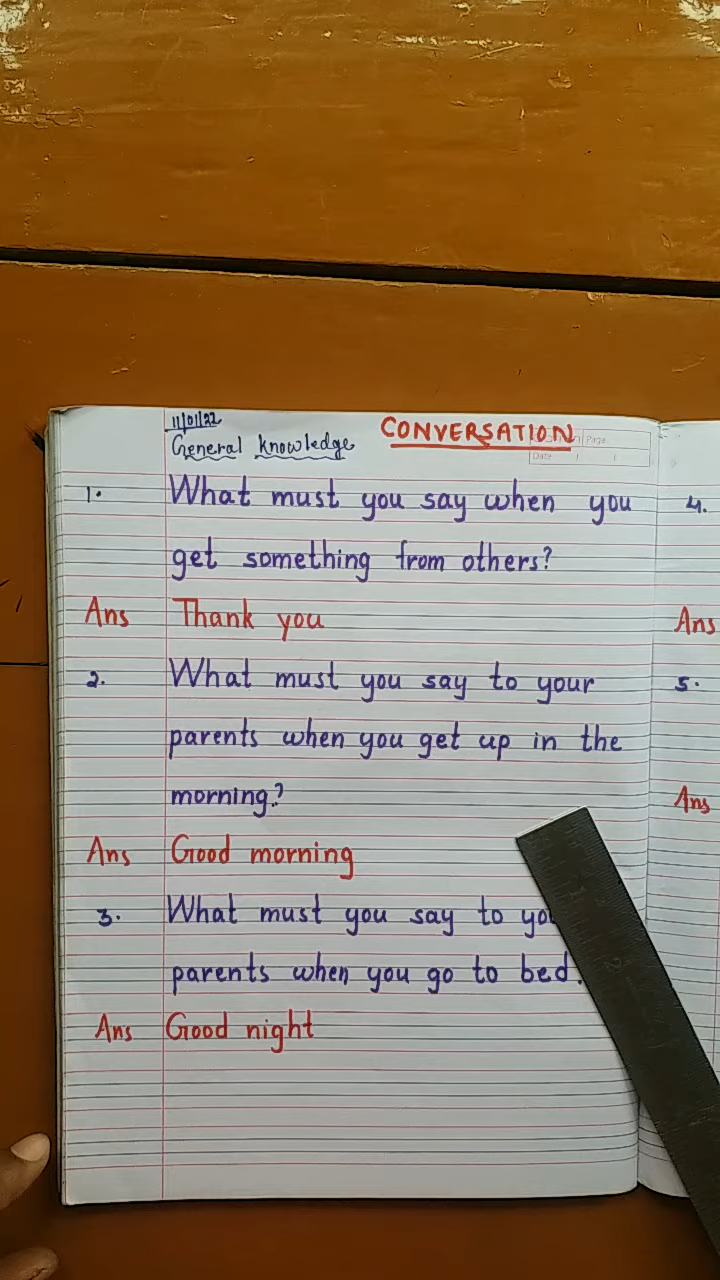 11/01/22
General knowledge
CONVERSATION
Page
Date
1. What must you say when you
get something from others?
Ans Thank you
2. What must you say to your
parents when you get up in the
morning?
Ans Good morning
3. What must you say to
parents when you go to bed.
Ans Good night
4.
Ans
5.
Ans